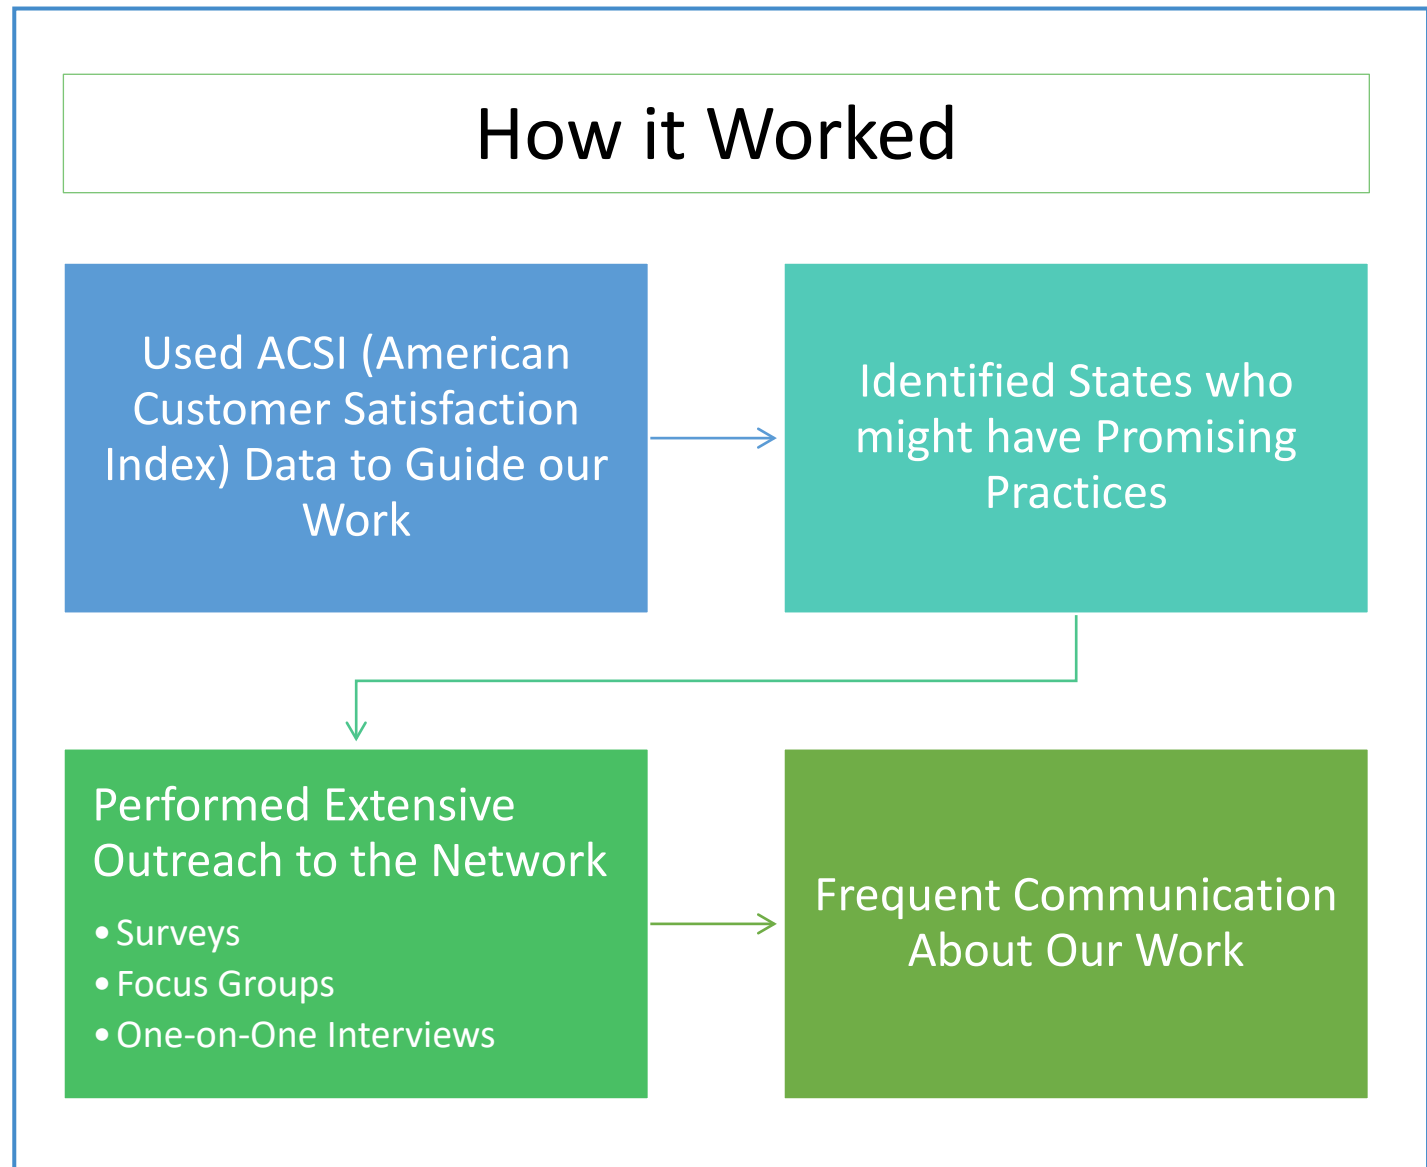 How it Worked
Used ACSI (American
Customer Satisfaction
Index) Data to Guide our
Work
Identified States who
might have Promising
Practices
Performed Extensive
Outreach to the Network
• Surveys
• Focus Groups
• One-on-One Interviews
Frequent Communication
About Our Work